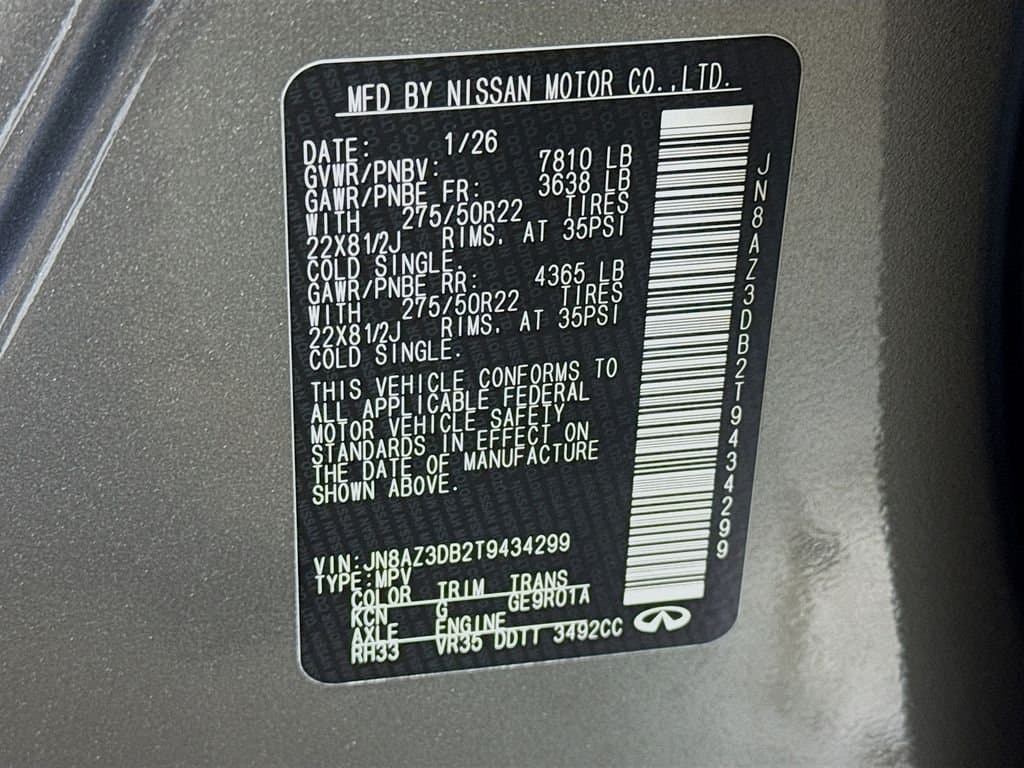 MFD BY NISSAN MOTOR CO.,LTD.
DATE: 1/26
GVWR/PNBV: 7810 LB
GAWR/PNBE FR: 3638 LB
WITH 275/50R22 TIRES
22X81/2J RIMS, AT 35PSI
COLD SINGLE.
GAWR/PNBE RR: 4365 LB
WITH 275/50R22 TIRES
22X81/2J RIMS, AT 35PSI
COLD SINGLE.
THIS VEHICLE CONFORMS TO
ALL APPLICABLE FEDERAL
MOTOR VEHICLE SAFETY
STANDARDS IN EFFECT ON
THE DATE OF MANUFACTURE
SHOWN ABOVE.
VIN:JN8AZ3DB2T9434299
TYPE:MPV
COLOR TRIM TRANS
KCN G GE9R01A
AXLE ENGINE
RH33 VR35 DDTT 3492CC
JN8AZ3DB2T9434299